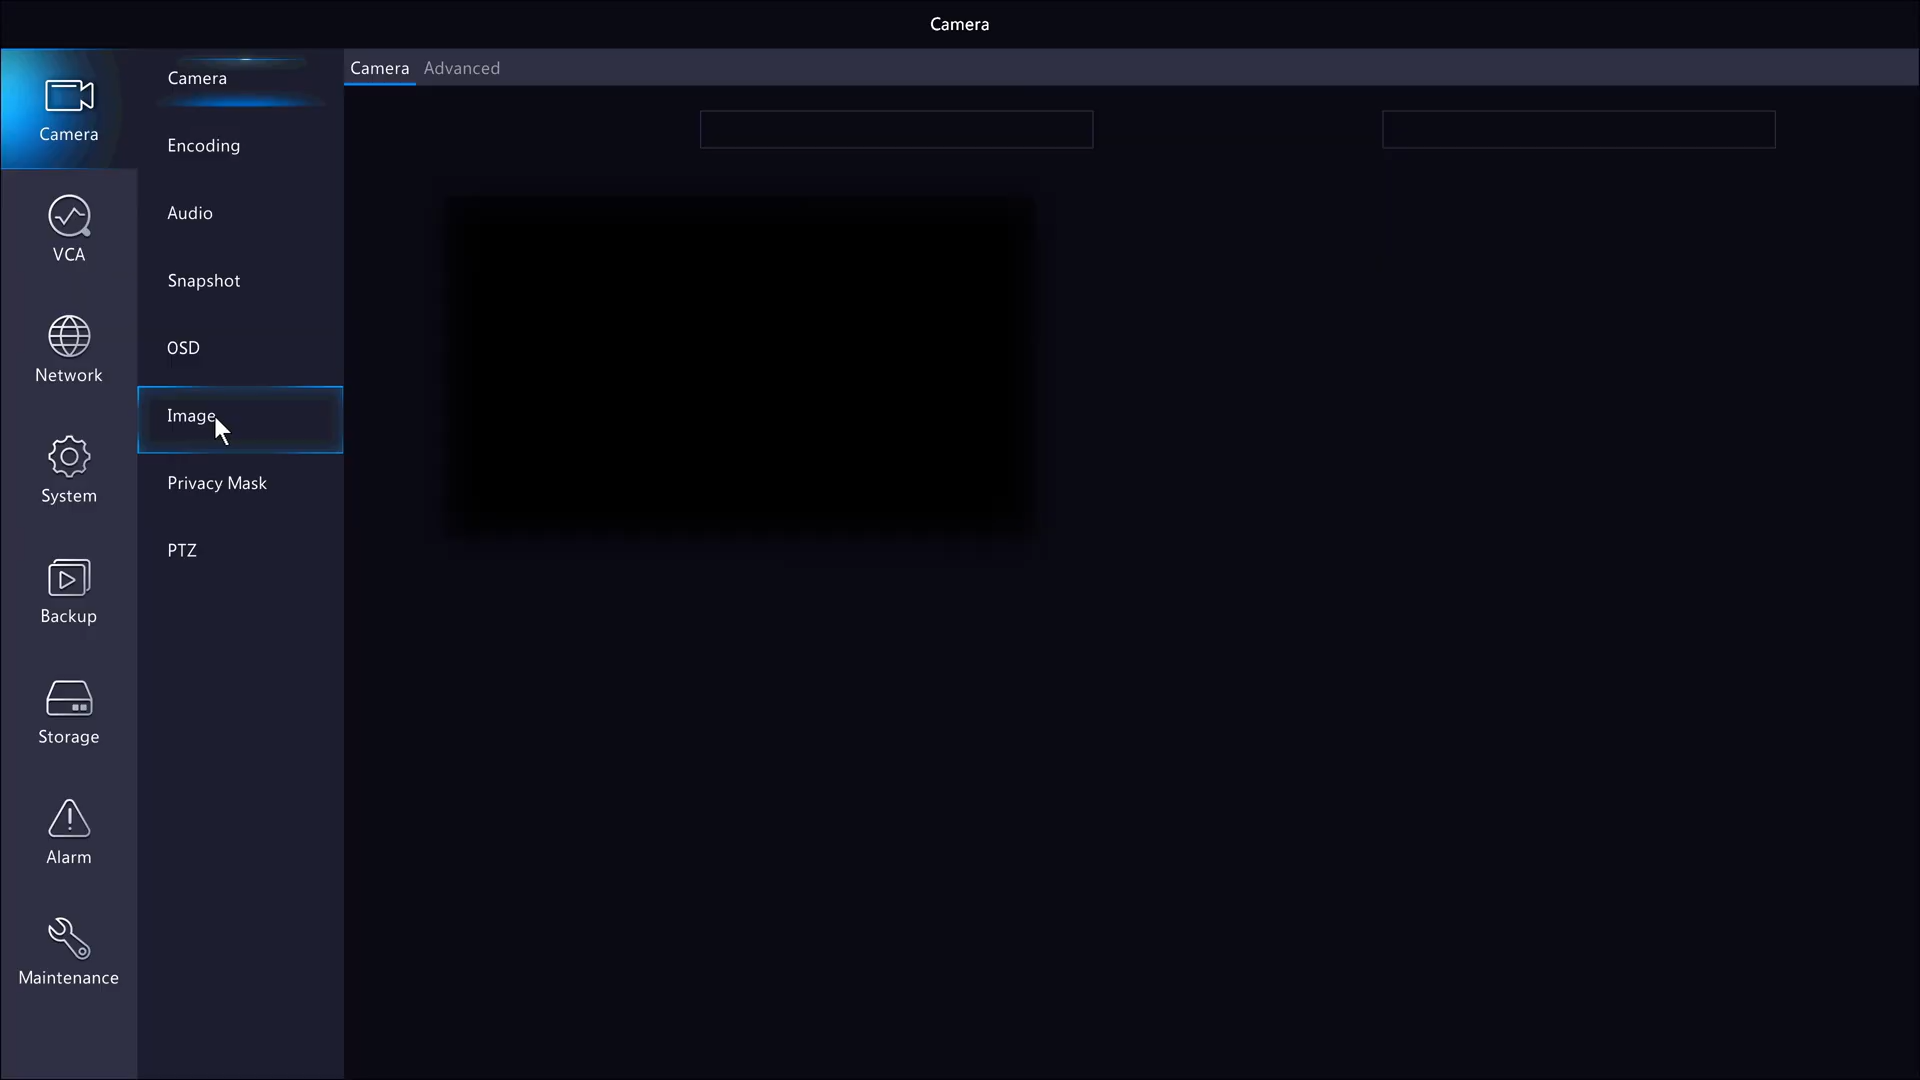 Camera
Camera
VCA
Network
System
Backup
Storage
Alarm
Maintenance
Camera
Encoding
Audio
Snapshot
OSD
Image
Privacy Mask
PTZ
Camera Advanced